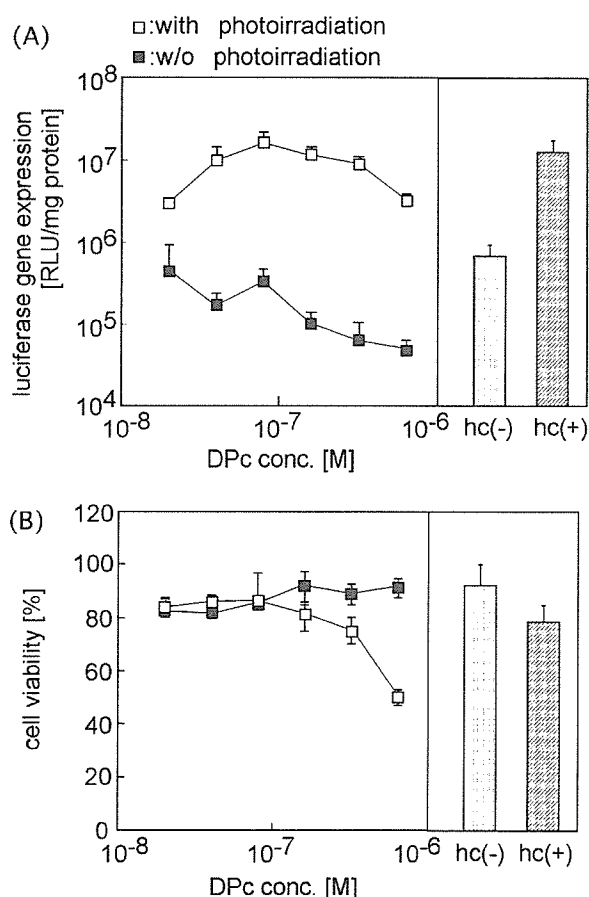 (A)
□:with photoirradiation
■:w/o photoirradiation
luciferase gene expression
[RLU/mg protein]
10^8
10^7
10^6
10^5
10^4
10^-8 10^-7 10^-6 hc(-) hc(+)
DPc conc. [M]
(B)
cell viability [%]
120
100
80
60
40
20
0
10^-8 10^-7 10^-6 hc(-) hc(+)
DPc conc. [M]